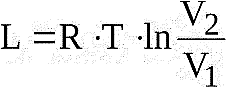 L = R · T · ln V₂/V₁